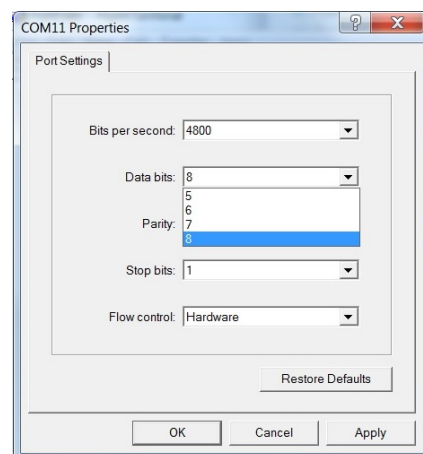 COM11 Properties
Port Settings
Bits per second: 4800
Data bits: 8
5
6
Parity: 7
8
Stop bits: 1
Flow control: Hardware
Restore Defaults
OK Cancel Apply